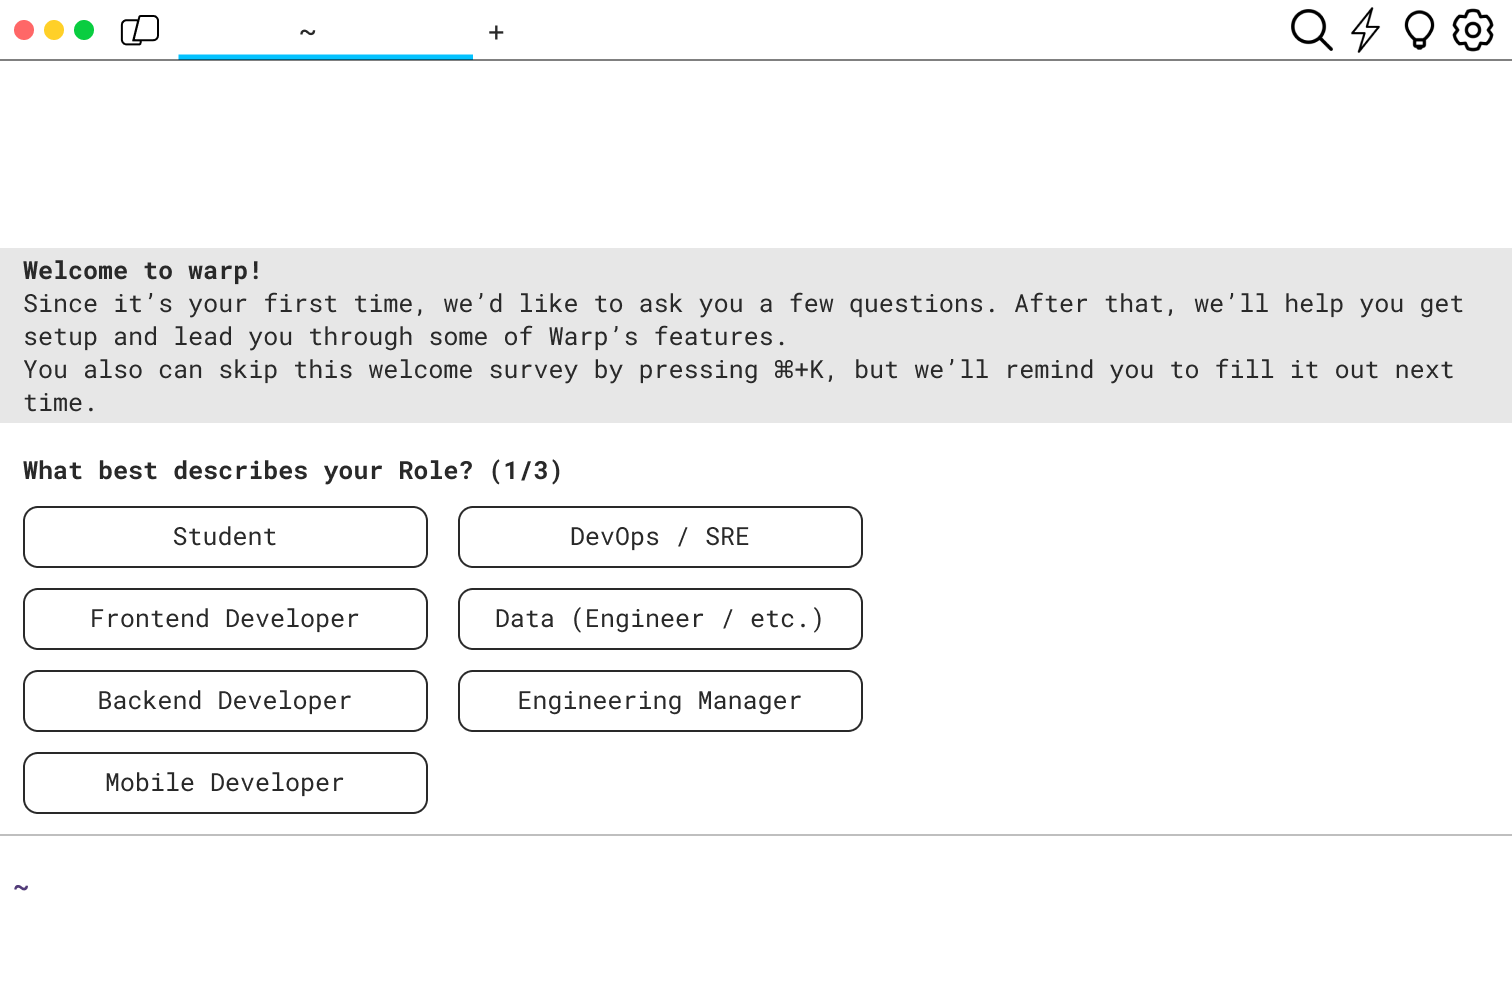 ~ +
Welcome to warp!
Since it’s your first time, we’d like to ask you a few questions. After that, we’ll help you get
setup and lead you through some of Warp’s features.
You also can skip this welcome survey by pressing ⌘+K, but we’ll remind you to fill it out next
time.
What best describes your Role? (1/3)
Student
DevOps / SRE
Frontend Developer
Data (Engineer / etc.)
Backend Developer
Engineering Manager
Mobile Developer
~